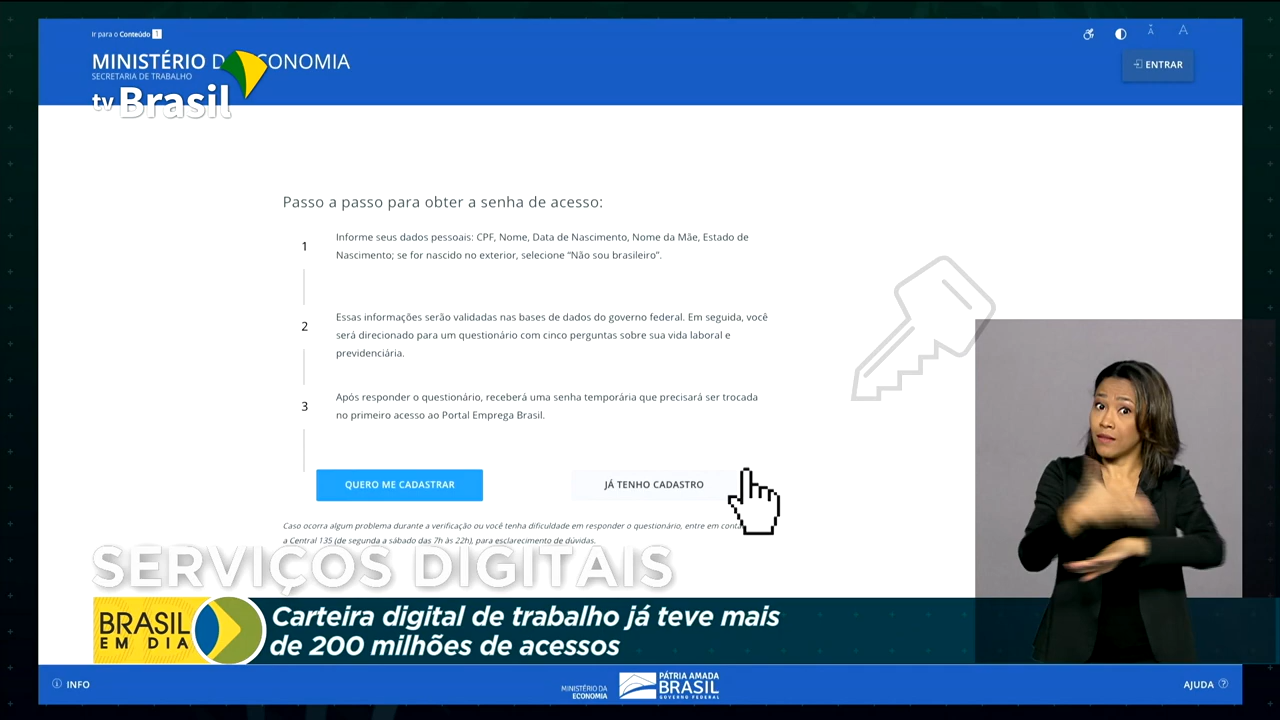 Ir para o Conteúdo 1
MINISTÉRIO D ECONOMIA
SECRETARIA DE TRABALHO
tv Brasil
A
A
ENTRAR
Passo a passo para obter a senha de acesso:
1
Informe seus dados pessoais: CPF, Nome, Data de Nascimento, Nome da Mãe, Estado de
Nascimento; se for nascido no exterior, selecione “Não sou brasileiro”.
2
Essas informações serão validadas nas bases de dados do governo federal. Em seguida, você
será direcionado para um questionário com cinco perguntas sobre sua vida laboral e
previdenciária.
3
Após responder o questionário, receberá uma senha temporária que precisará ser trocada
no primeiro acesso ao Portal Emprega Brasil.
QUERO ME CADASTRAR
JÁ TENHO CADASTRO
Caso ocorra algum problema durante a verificação ou você tenha dificuldade em responder o questionário, entre em
a Central 135 (de segunda a sábado das 7h às 22h), para esclarecimento de dúvidas.
SERVIÇOS DIGITAIS
BRASIL
EM DIA
Carteira digital de trabalho já teve mais
de 200 milhões de acessos
INFO
MINISTÉRIO DA
ECONOMIA
PÁTRIA AMADA
BRASIL
GOVERNO FEDERAL
AJUDA ?